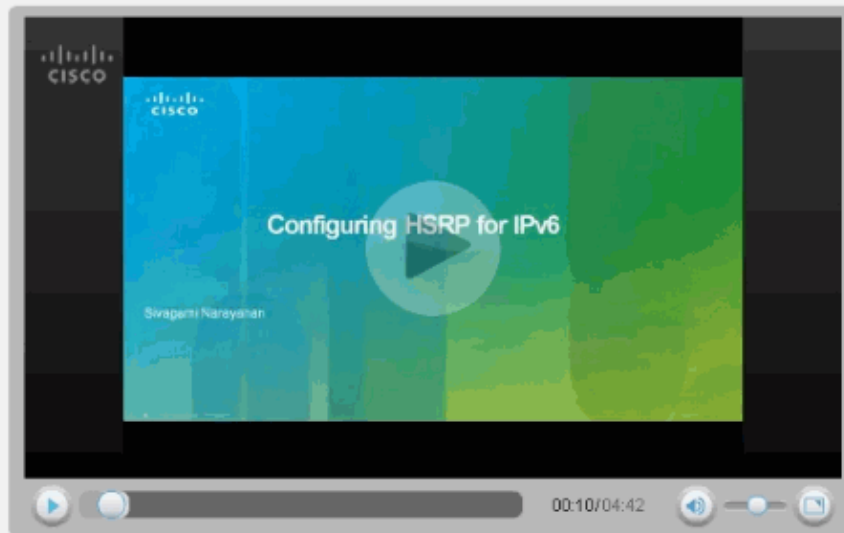 CISCO
CISCO
Configuring HSRP for IPv6
Sivagami Narayanan
00:10/04:42